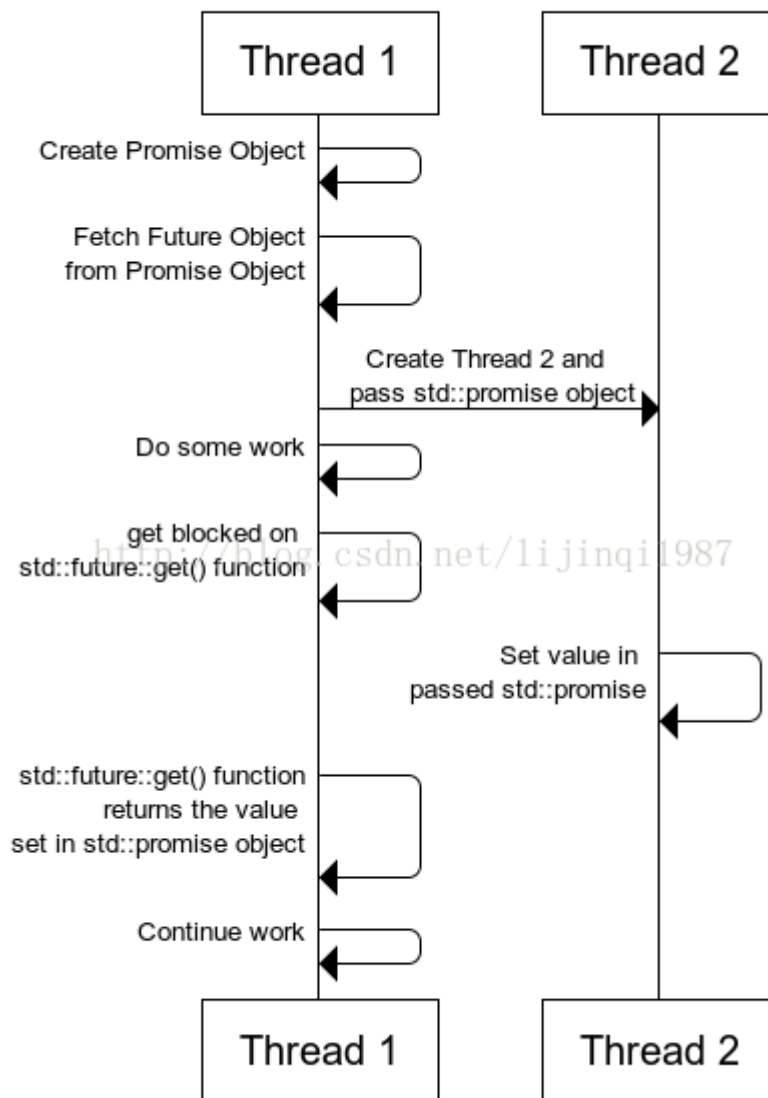 Thread 1
Thread 2
Create Promise Object
Fetch Future Object
from Promise Object
Create Thread 2 and
pass std::promise object
Do some work
get blocked on
std::future::get() function
http://blog.csdn.net/lijinqi1987
Set value in
passed std::promise
std::future::get() function
returns the value
set in std::promise object
Continue work
Thread 1
Thread 2